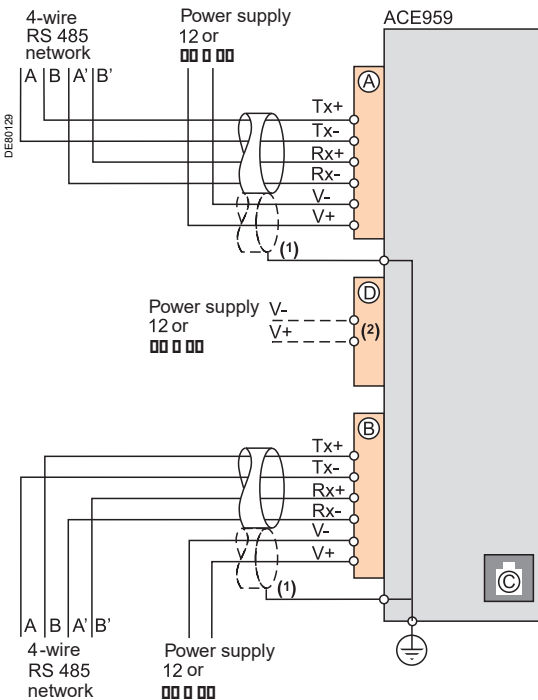 4-wire
RS 485
network
Power supply
12 or
ACE959
A B A' B'
DE80129
A
Tx+
Tx-
Rx+
Rx-
V-
V+
(1)
D
Power supply
12 or
V-
V+
(2)
B
Tx+
Tx-
Rx+
Rx-
V-
V+
(1)
C
A B A' B'
4-wire
RS 485
network
Power supply
12 or